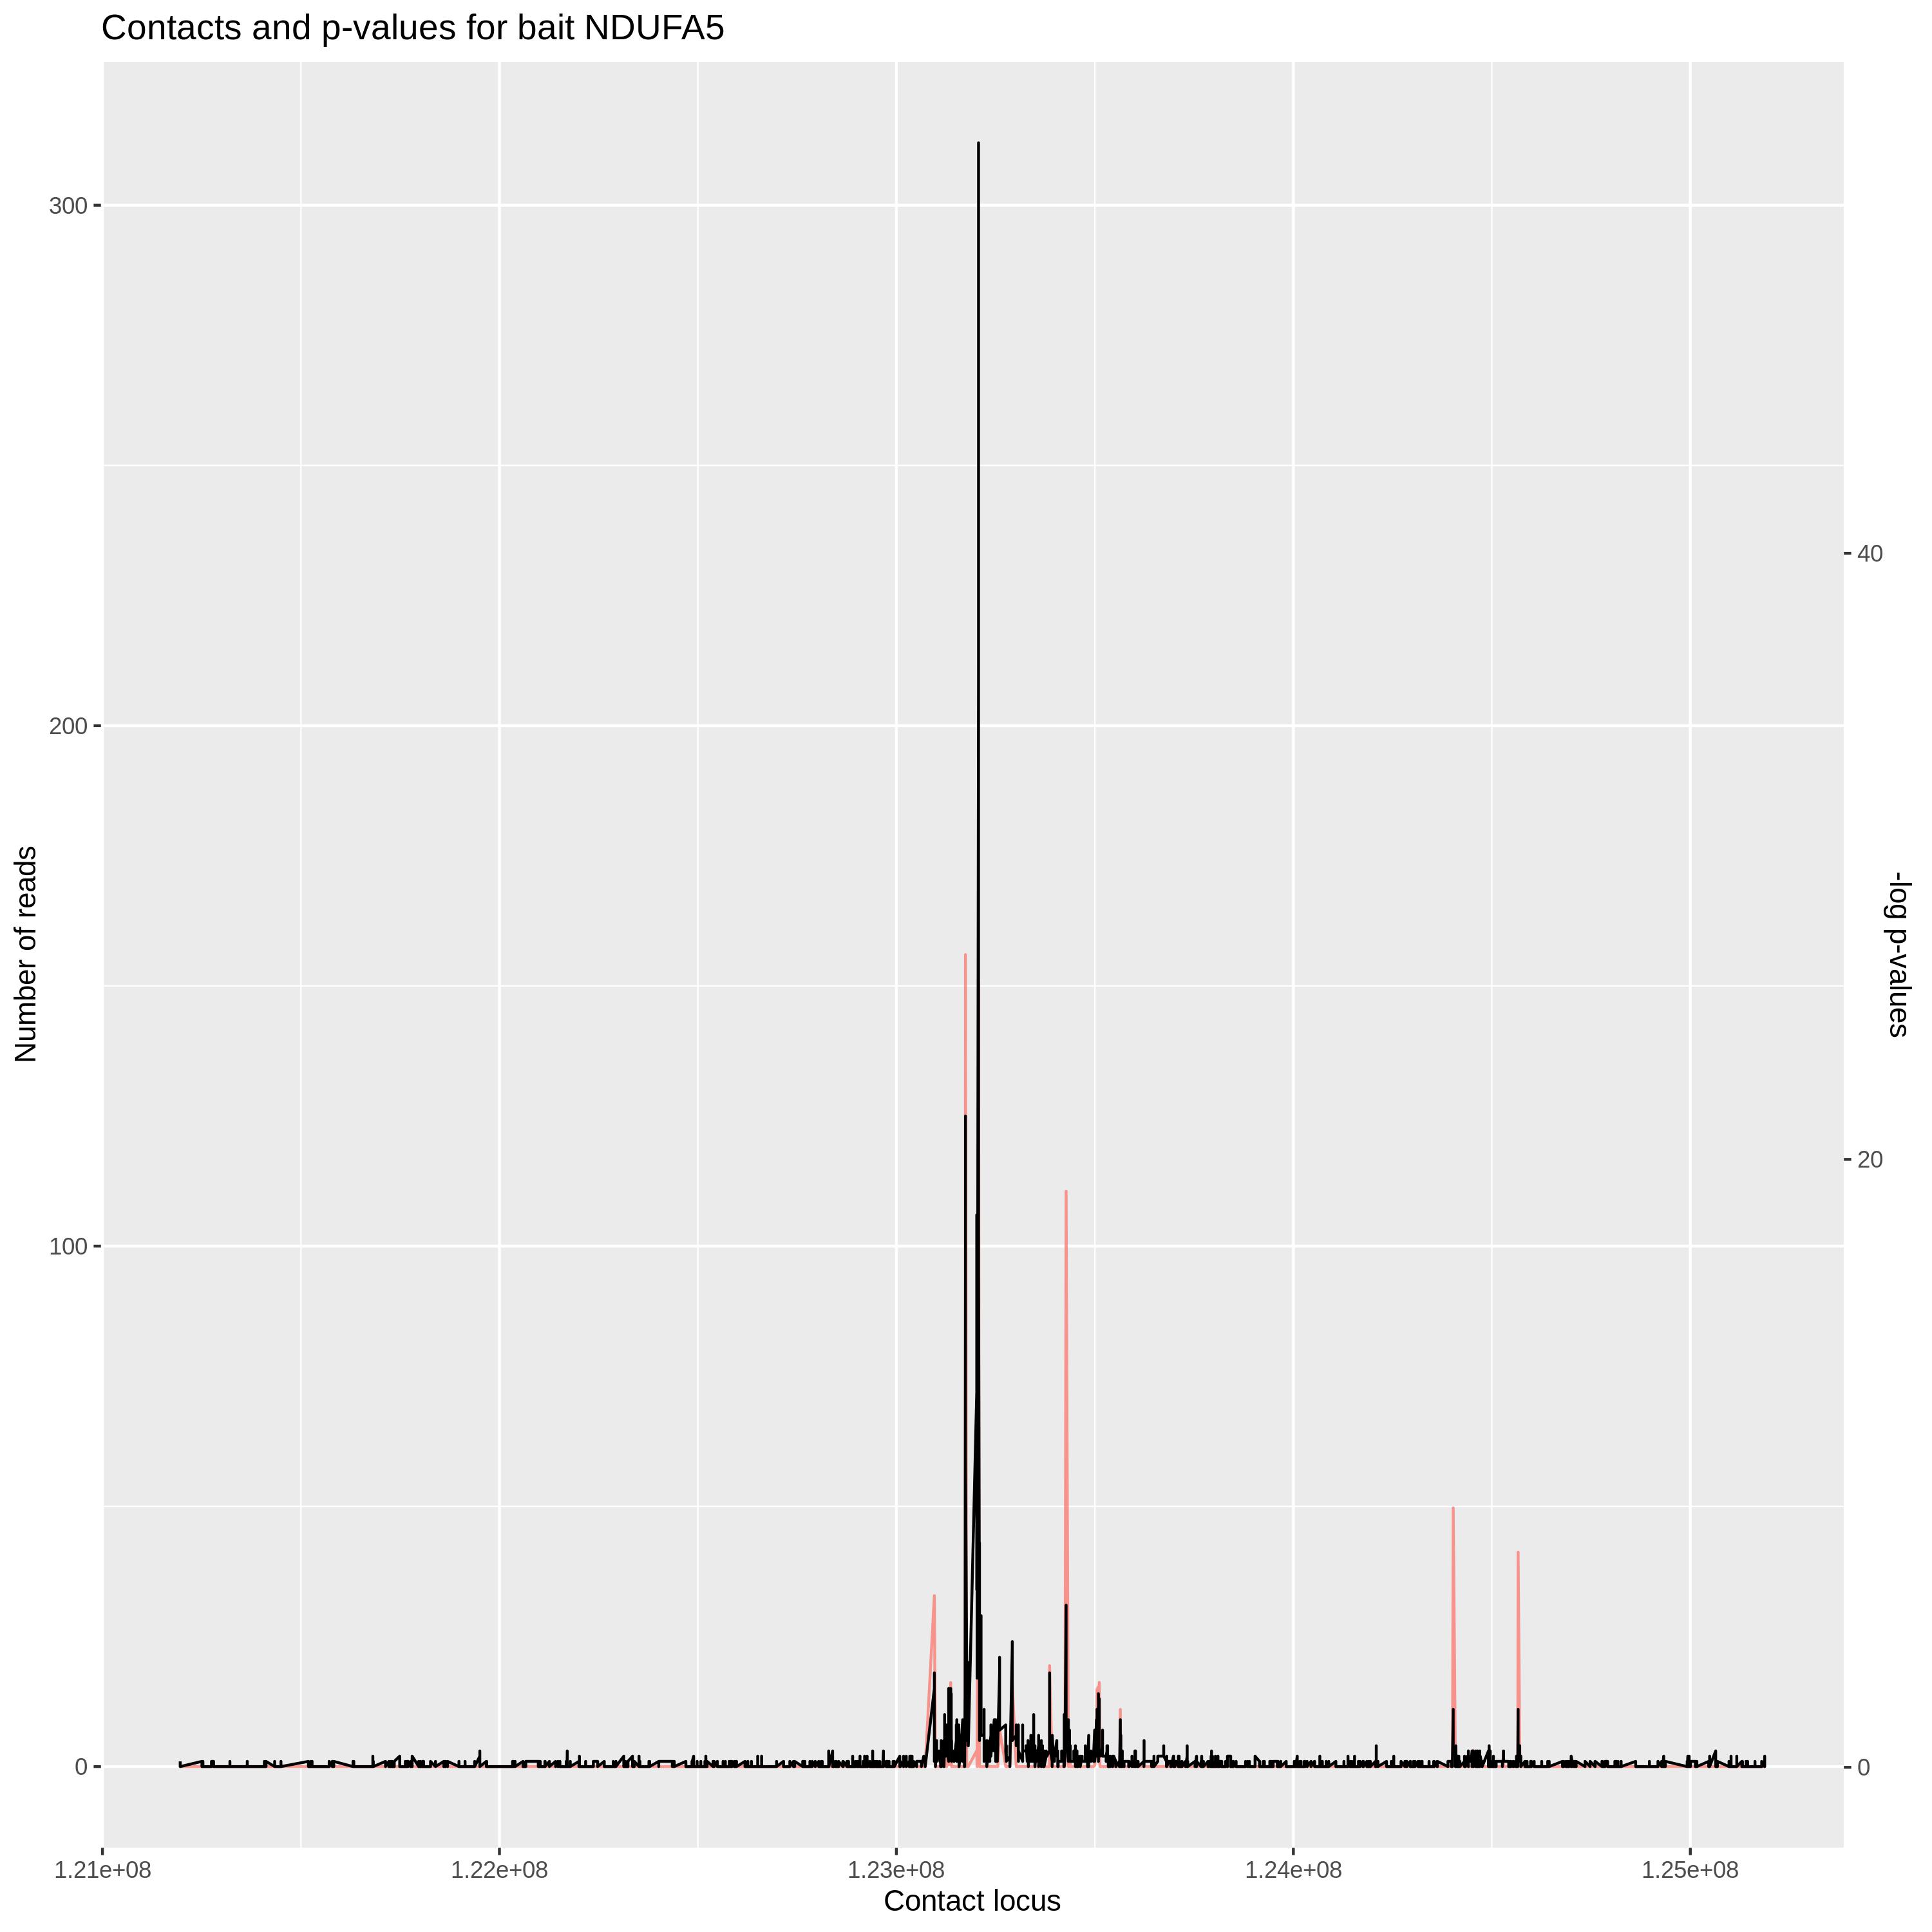 Contacts and p-values for bait NDUFA5
300
200
100
0
Number of reads
40
20
0
-log p-values
1.21e+08
1.22e+08
1.23e+08
1.24e+08
1.25e+08
Contact locus